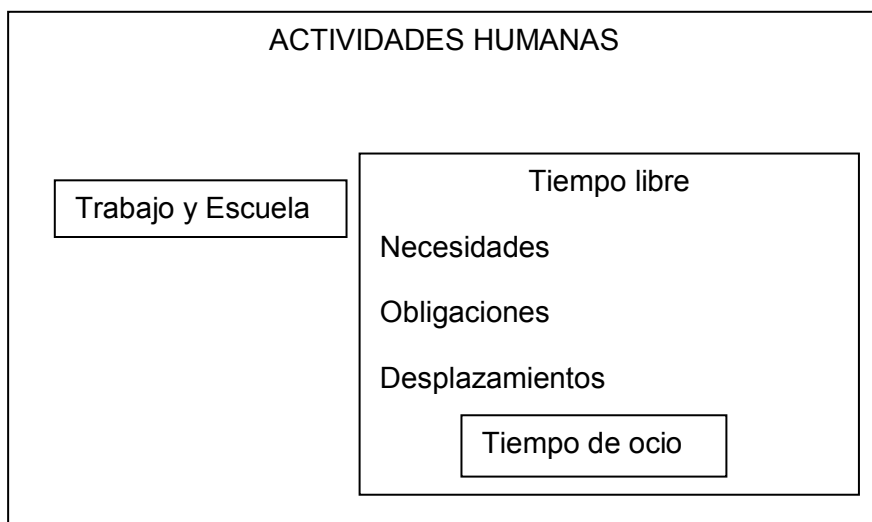 ACTIVIDADES HUMANAS
Trabajo y Escuela
Tiempo libre
Necesidades
Obligaciones
Desplazamientos
Tiempo de ocio